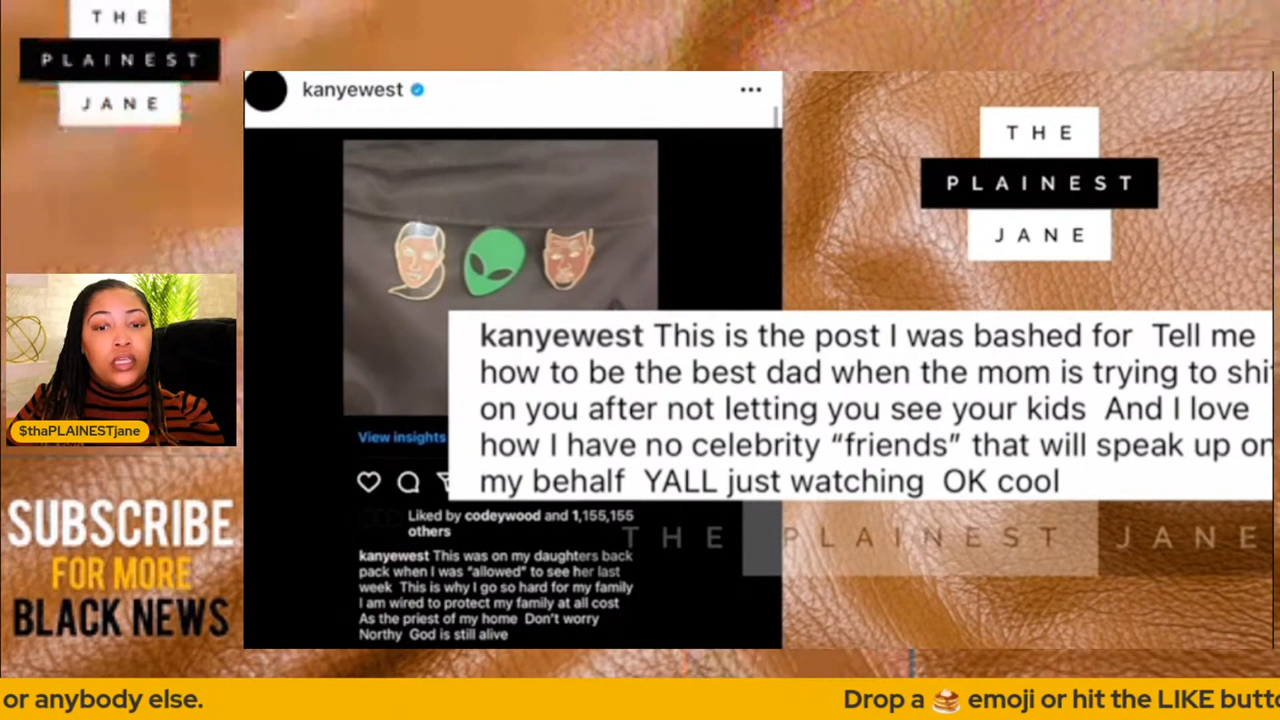 THE
PLAINEST
JANE
kanyewest
THE
PLAINEST
JANE
kanyewest This is the post I was bashed for Tell me
how to be the best dad when the mom is trying to shi
on you after not letting you see your kids And I love
how I have no celebrity “friends” that will speak up on
my behalf YALL just watching OK cool
View insights
Liked by codeywood and 1,155,155
others
kanyewest This was on my daughters back
pack when I was “allowed” to see her last
week This is why I go so hard for my family
I am wired to protect my family at all cost
As the priest of my home Don’t worry
Northy God is still alive
THE PLAINEST JANE
$thaPLAINESTjane
SUBSCRIBE
FOR MORE
BLACK NEWS
or anybody else.
Drop a 🥞 emoji or hit the LIKE butto